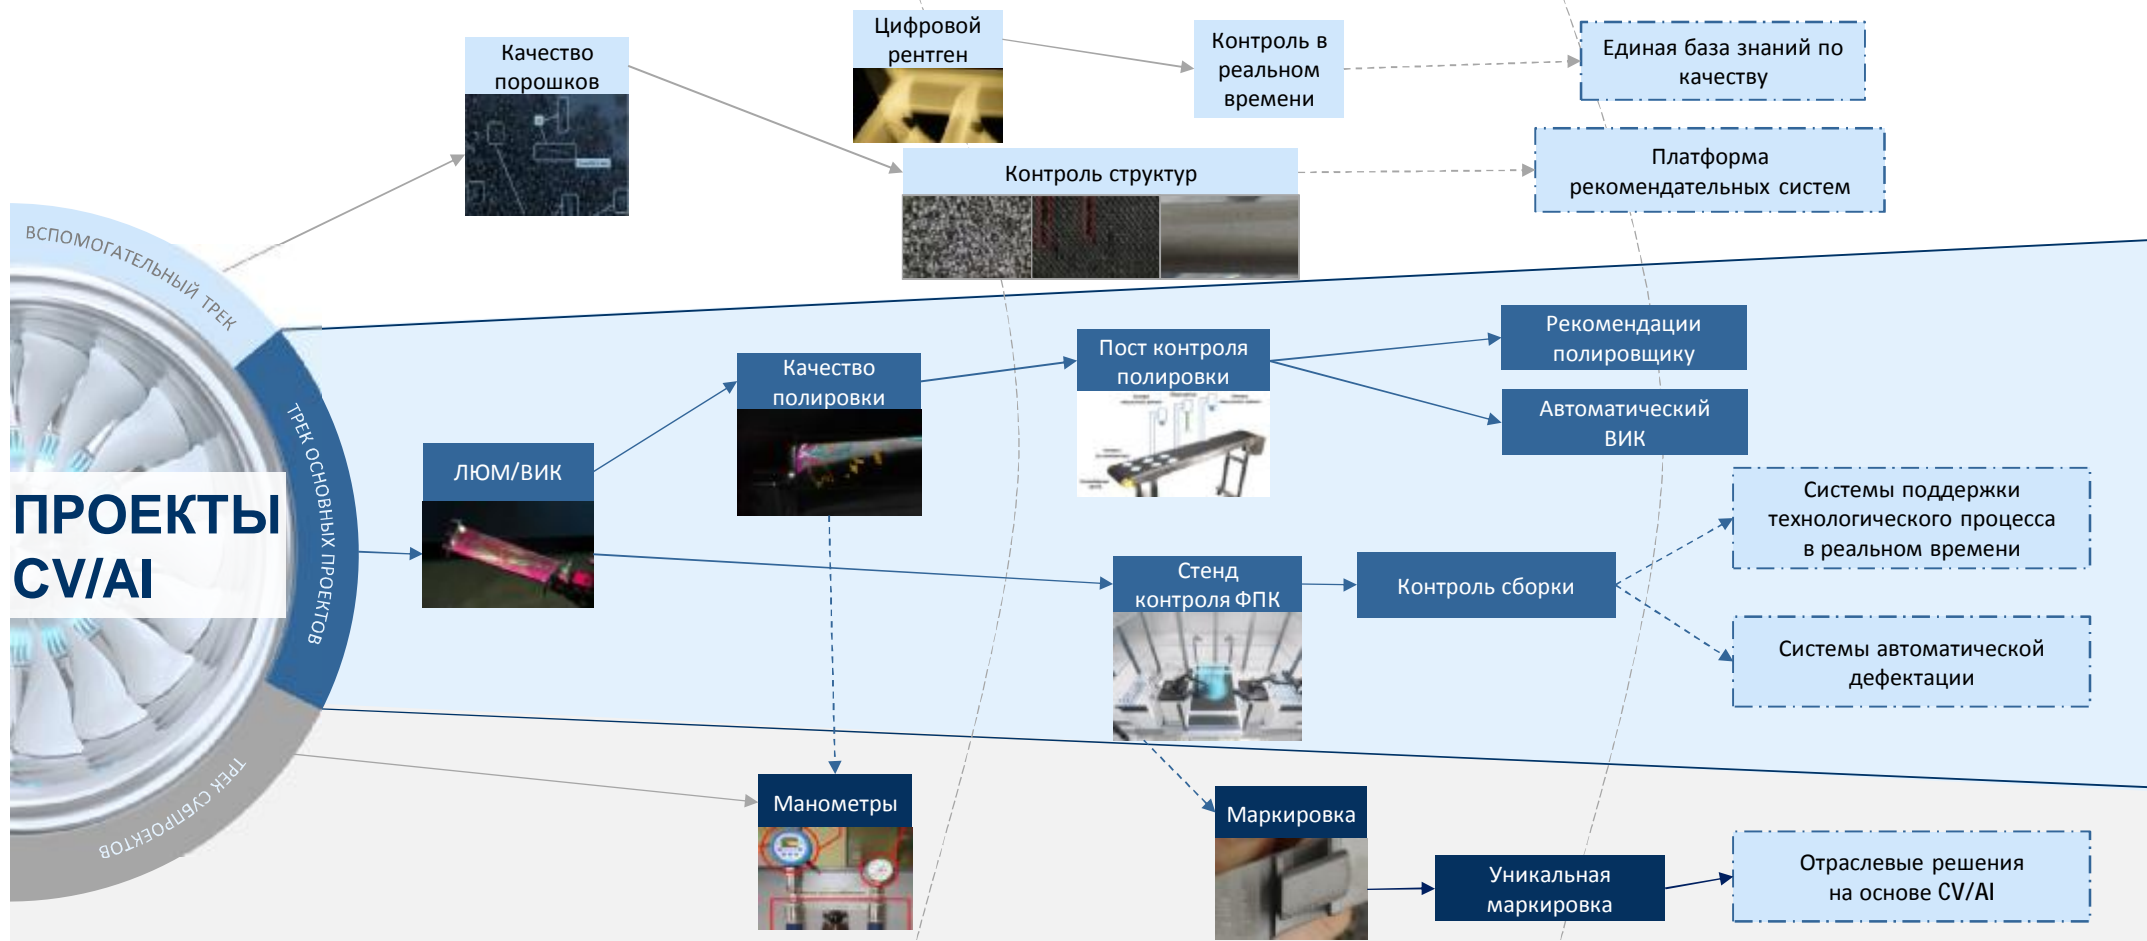 Качество
порошков
Цифровой
рентген
Контроль в
реальном
времени
Единая база знаний по
качеству
Контроль структур
Платформа
рекомендательных систем
ВСПОМОГАТЕЛЬНЫЙ ТРЕК
ТРЕК ОСНОВНЫХ ПРОЕКТОВ
ТРЕК СУБПРОЕКТОВ
ПРОЕКТЫ
CV/AI
ЛЮМ/ВИК
Качество
полировки
Пост контроля
полировки
Рекомендации
полировщику
Автоматический
ВИК
Стенд
контроля ФПК
Контроль сборки
Системы поддержки
технологического процесса
в реальном времени
Системы автоматической
дефектации
Манометры
Маркировка
Уникальная
маркировка
Отраслевые решения
на основе CV/AI